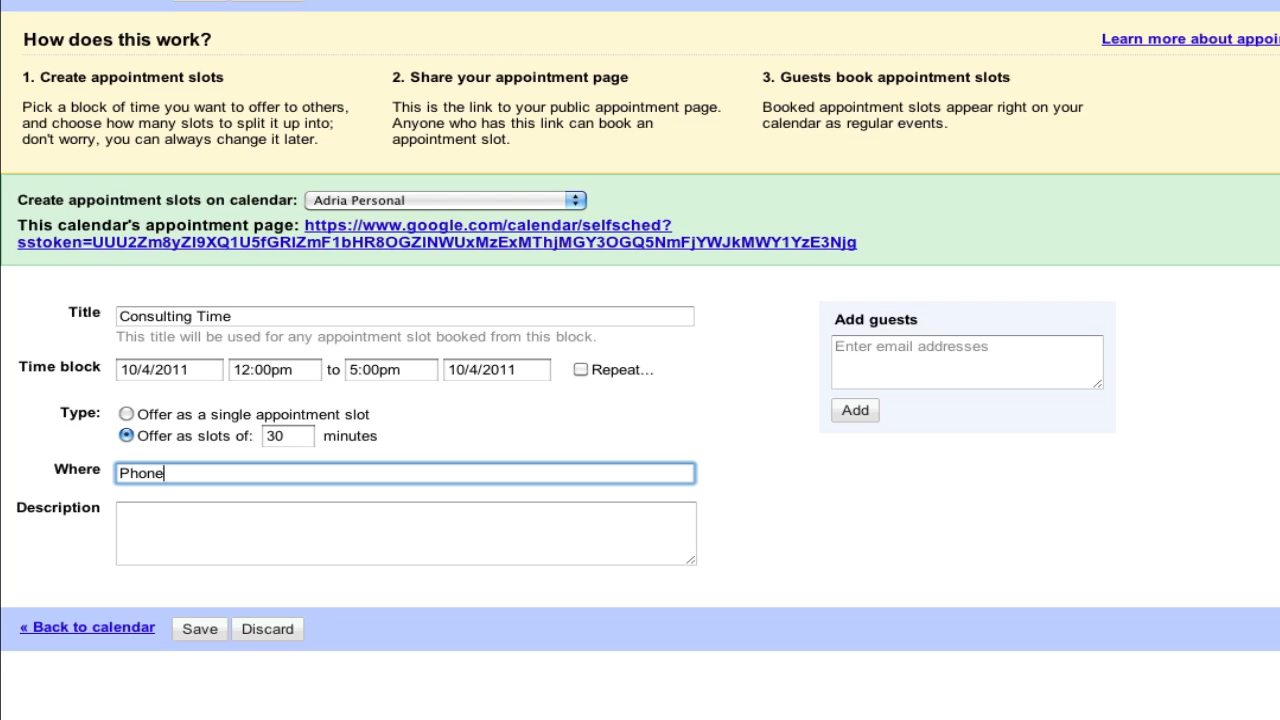 How does this work?
Learn more about appoi
1. Create appointment slots
Pick a block of time you want to offer to others,
and choose how many slots to split it up into;
don't worry, you can always change it later.
2. Share your appointment page
This is the link to your public appointment page.
Anyone who has this link can book an
appointment slot.
3. Guests book appointment slots
Booked appointment slots appear right on your
calendar as regular events.
Create appointment slots on calendar: Adria Personal
This calendar's appointment page: https://www.google.com/calendar/selfsched?
sstoken=UUU2Zm8yZl9XQ1U5fGRlZmF1bHR8OGZlNWUxMzExMThjMGY3OGQ5NmFjYWJkMWY1YzE3Njg
Title Consulting Time
This title will be used for any appointment slot booked from this block.
Time block 10/4/2011 12:00pm to 5:00pm 10/4/2011 Repeat...
Type: Offer as a single appointment slot
Offer as slots of: 30 minutes
Where Phone
Description
Add guests
Enter email addresses
Add
« Back to calendar Save Discard